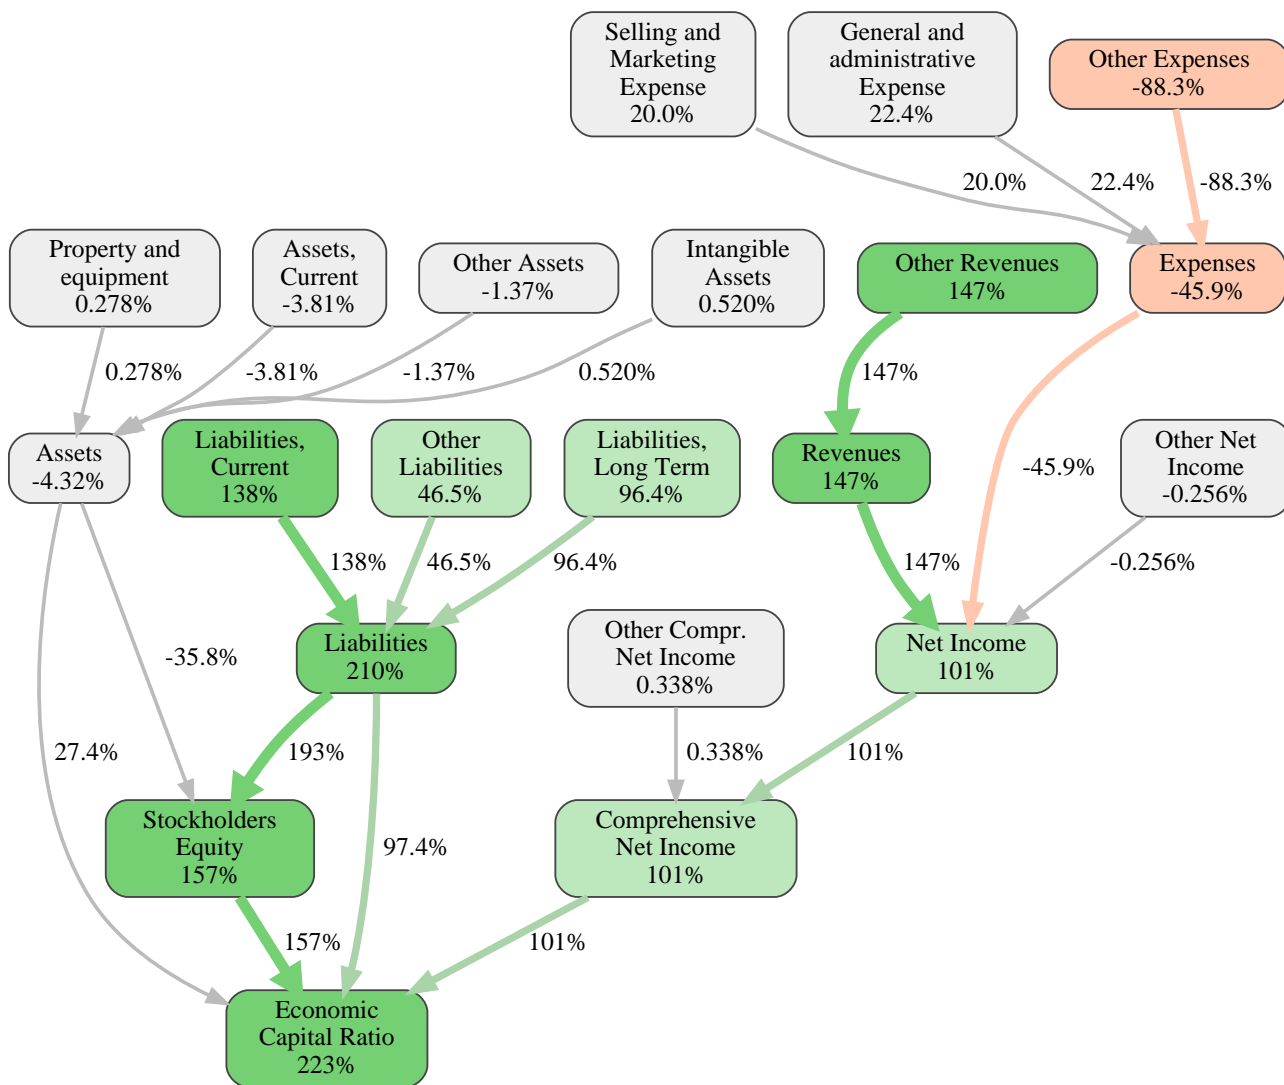 Selling and
Marketing
Expense
20.0%
General and
administrative
Expense
22.4%
Other Expenses
-88.3%
20.0%
22.4%
-88.3%
Property and
equipment
0.278%
Assets,
Current
-3.81%
Other Assets
-1.37%
Intangible
Assets
0.520%
Other Revenues
147%
Expenses
-45.9%
0.278%
-3.81%
-1.37%
0.520%
147%
Assets
-4.32%
Liabilities,
Current
138%
Other
Liabilities
46.5%
Liabilities,
Long Term
96.4%
Revenues
147%
-45.9%
Other Net
Income
-0.256%
138%
46.5%
96.4%
147%
-0.256%
-35.8%
Liabilities
210%
Other Compr.
Net Income
0.338%
Net Income
101%
27.4%
193%
0.338%
101%
Stockholders
Equity
157%
97.4%
Comprehensive
Net Income
101%
157%
101%
Economic
Capital Ratio
223%